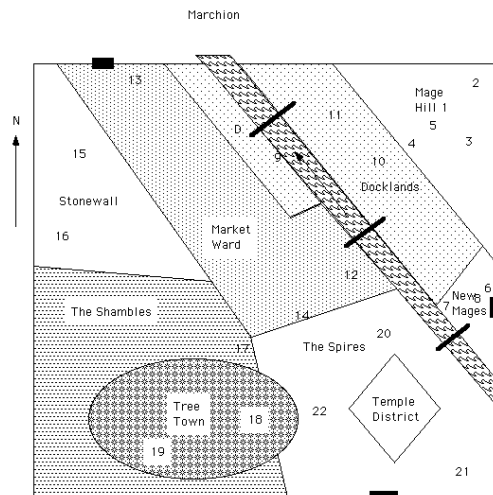 Marchion
N
13
2
Mage
Hill 1
11
5
D
4
3
15
9
10
Docklands
Stonewall
Market
Ward
16
12
6
New
Mages
7
8
The Shambles
14
20
17
The Spires
Tree
Town
18
22
Temple
District
19
21